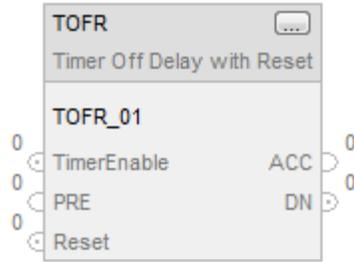 TOFR ...
Timer Off Delay with Reset
TOFR_01
0 TimerEnable ACC 0
0 PRE DN 0
0 Reset